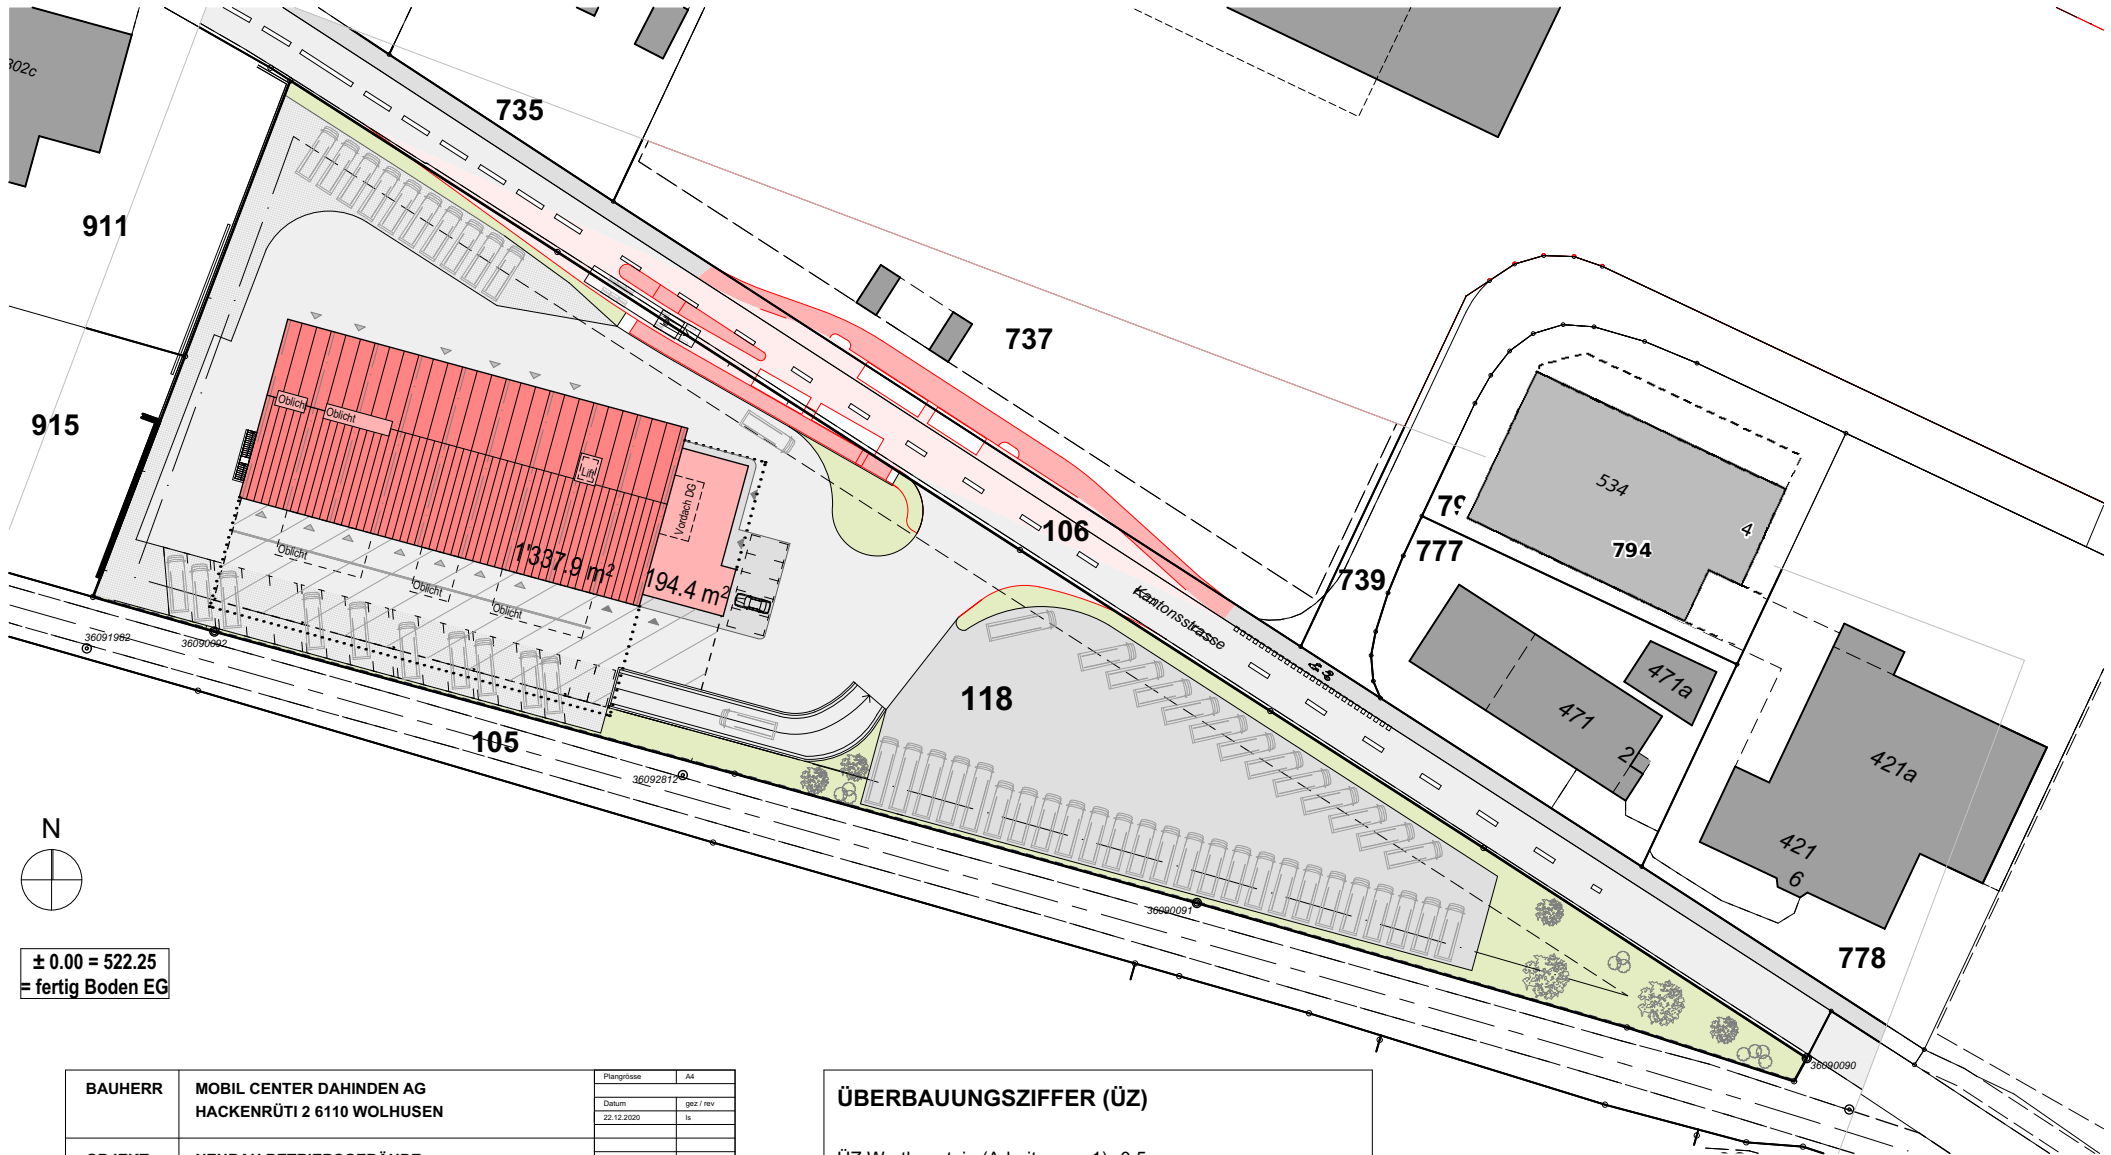 302c
735
911
737
915
Oblicht
Oblicht
Lift
Vordach DG
534
4
79
794
777
106
739
1'337.9 m²
194.4 m²
Oblicht
Oblicht
Oblicht
Kantonsstrasse
471a
471
2
421a
421
6
118
105
36091982
36090092
36092812
36090091
778
36090090
N
± 0.00 = 522.25
= fertig Boden EG
BAUHERR
MOBIL CENTER DAHINDEN AG
HACKENRÜTI 2 6110 WOLHUSEN
Plangrösse A4
Datum gez / rev
22.12.2020 ls
ÜBERBAUUNGSZIFFER (ÜZ)